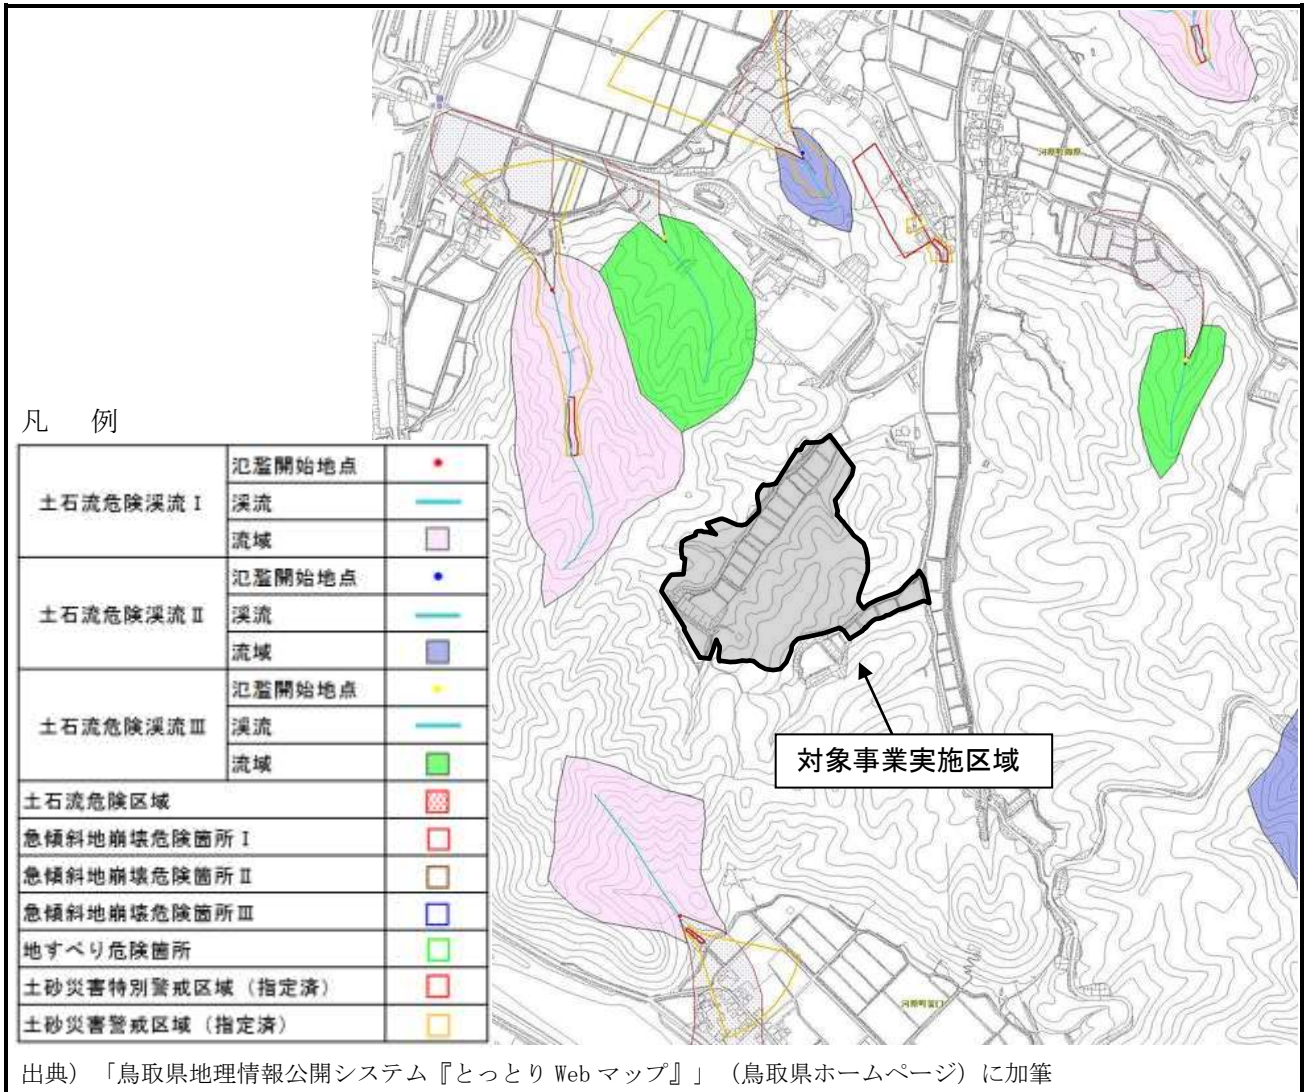 河原町御原
凡　例
土石流危険渓流Ⅰ
氾濫開始地点
渓流
流域
土石流危険渓流Ⅱ
氾濫開始地点
渓流
流域
土石流危険渓流Ⅲ
氾濫開始地点
渓流
流域
土石流危険区域
急傾斜地崩壊危険箇所Ⅰ
急傾斜地崩壊危険箇所Ⅱ
急傾斜地崩壊危険箇所Ⅲ
地すべり危険箇所
土砂災害特別警戒区域（指定済）
土砂災害警戒区域（指定済）
対象事業実施区域
出典）「鳥取県地理情報公開システム『とっとり Web マップ』」（鳥取県ホームページ）に加筆